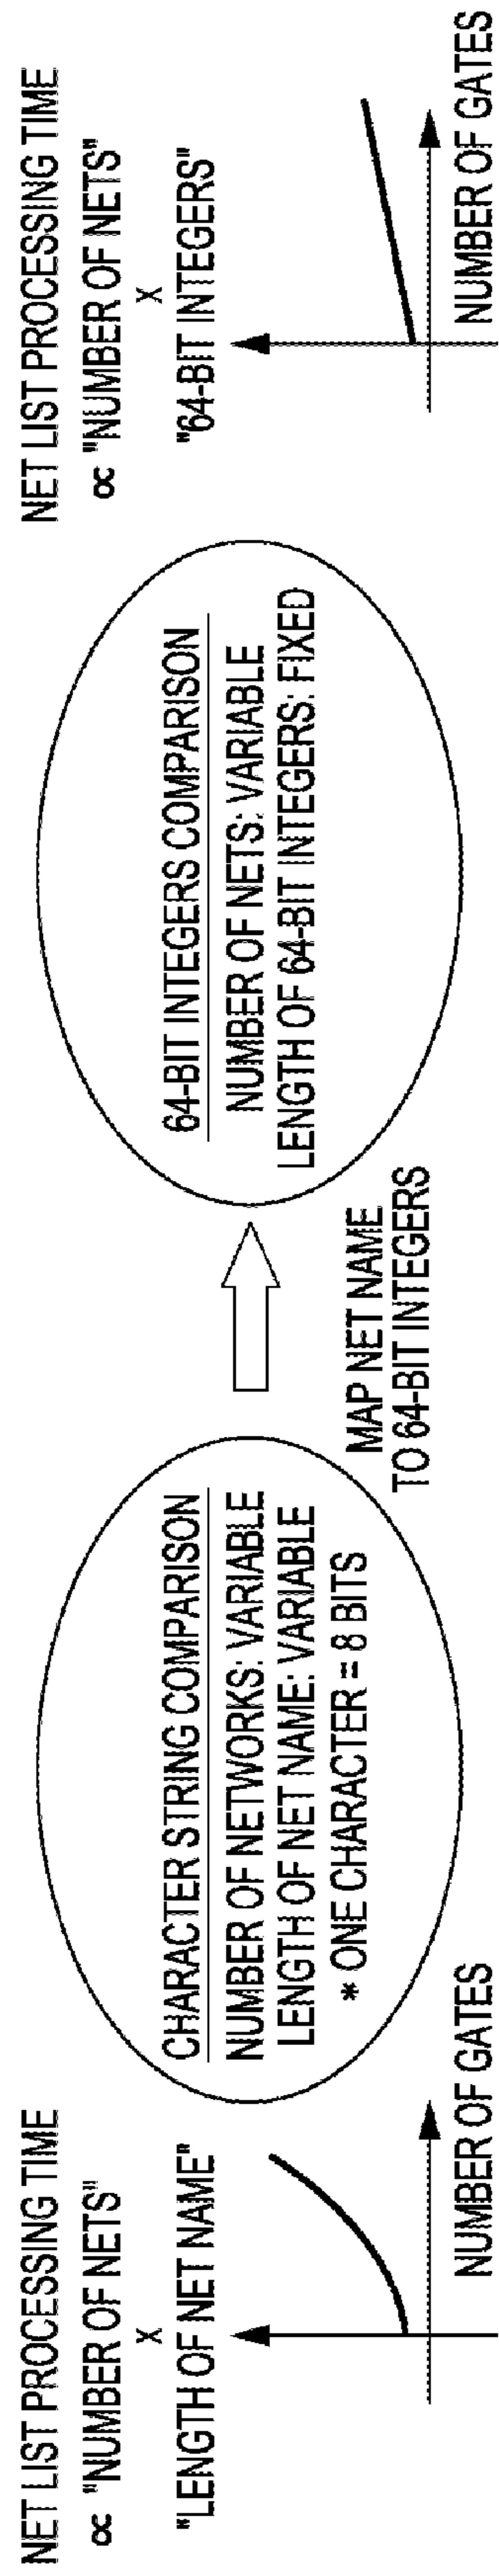 NET LIST PROCESSING TIME
∝ "NUMBER OF NETS"
X
"LENGTH OF NET NAME"
NUMBER OF GATES
CHARACTER STRING COMPARISON
NUMBER OF NETWORKS: VARIABLE
LENGTH OF NET NAME: VARIABLE
* ONE CHARACTER = 8 BITS
MAP NET NAME
TO 64-BIT INTEGERS
64-BIT INTEGERS COMPARISON
NUMBER OF NETS: VARIABLE
LENGTH OF 64-BIT INTEGERS: FIXED
NET LIST PROCESSING TIME
∝ "NUMBER OF NETS"
X
"64-BIT INTEGERS"
NUMBER OF GATES